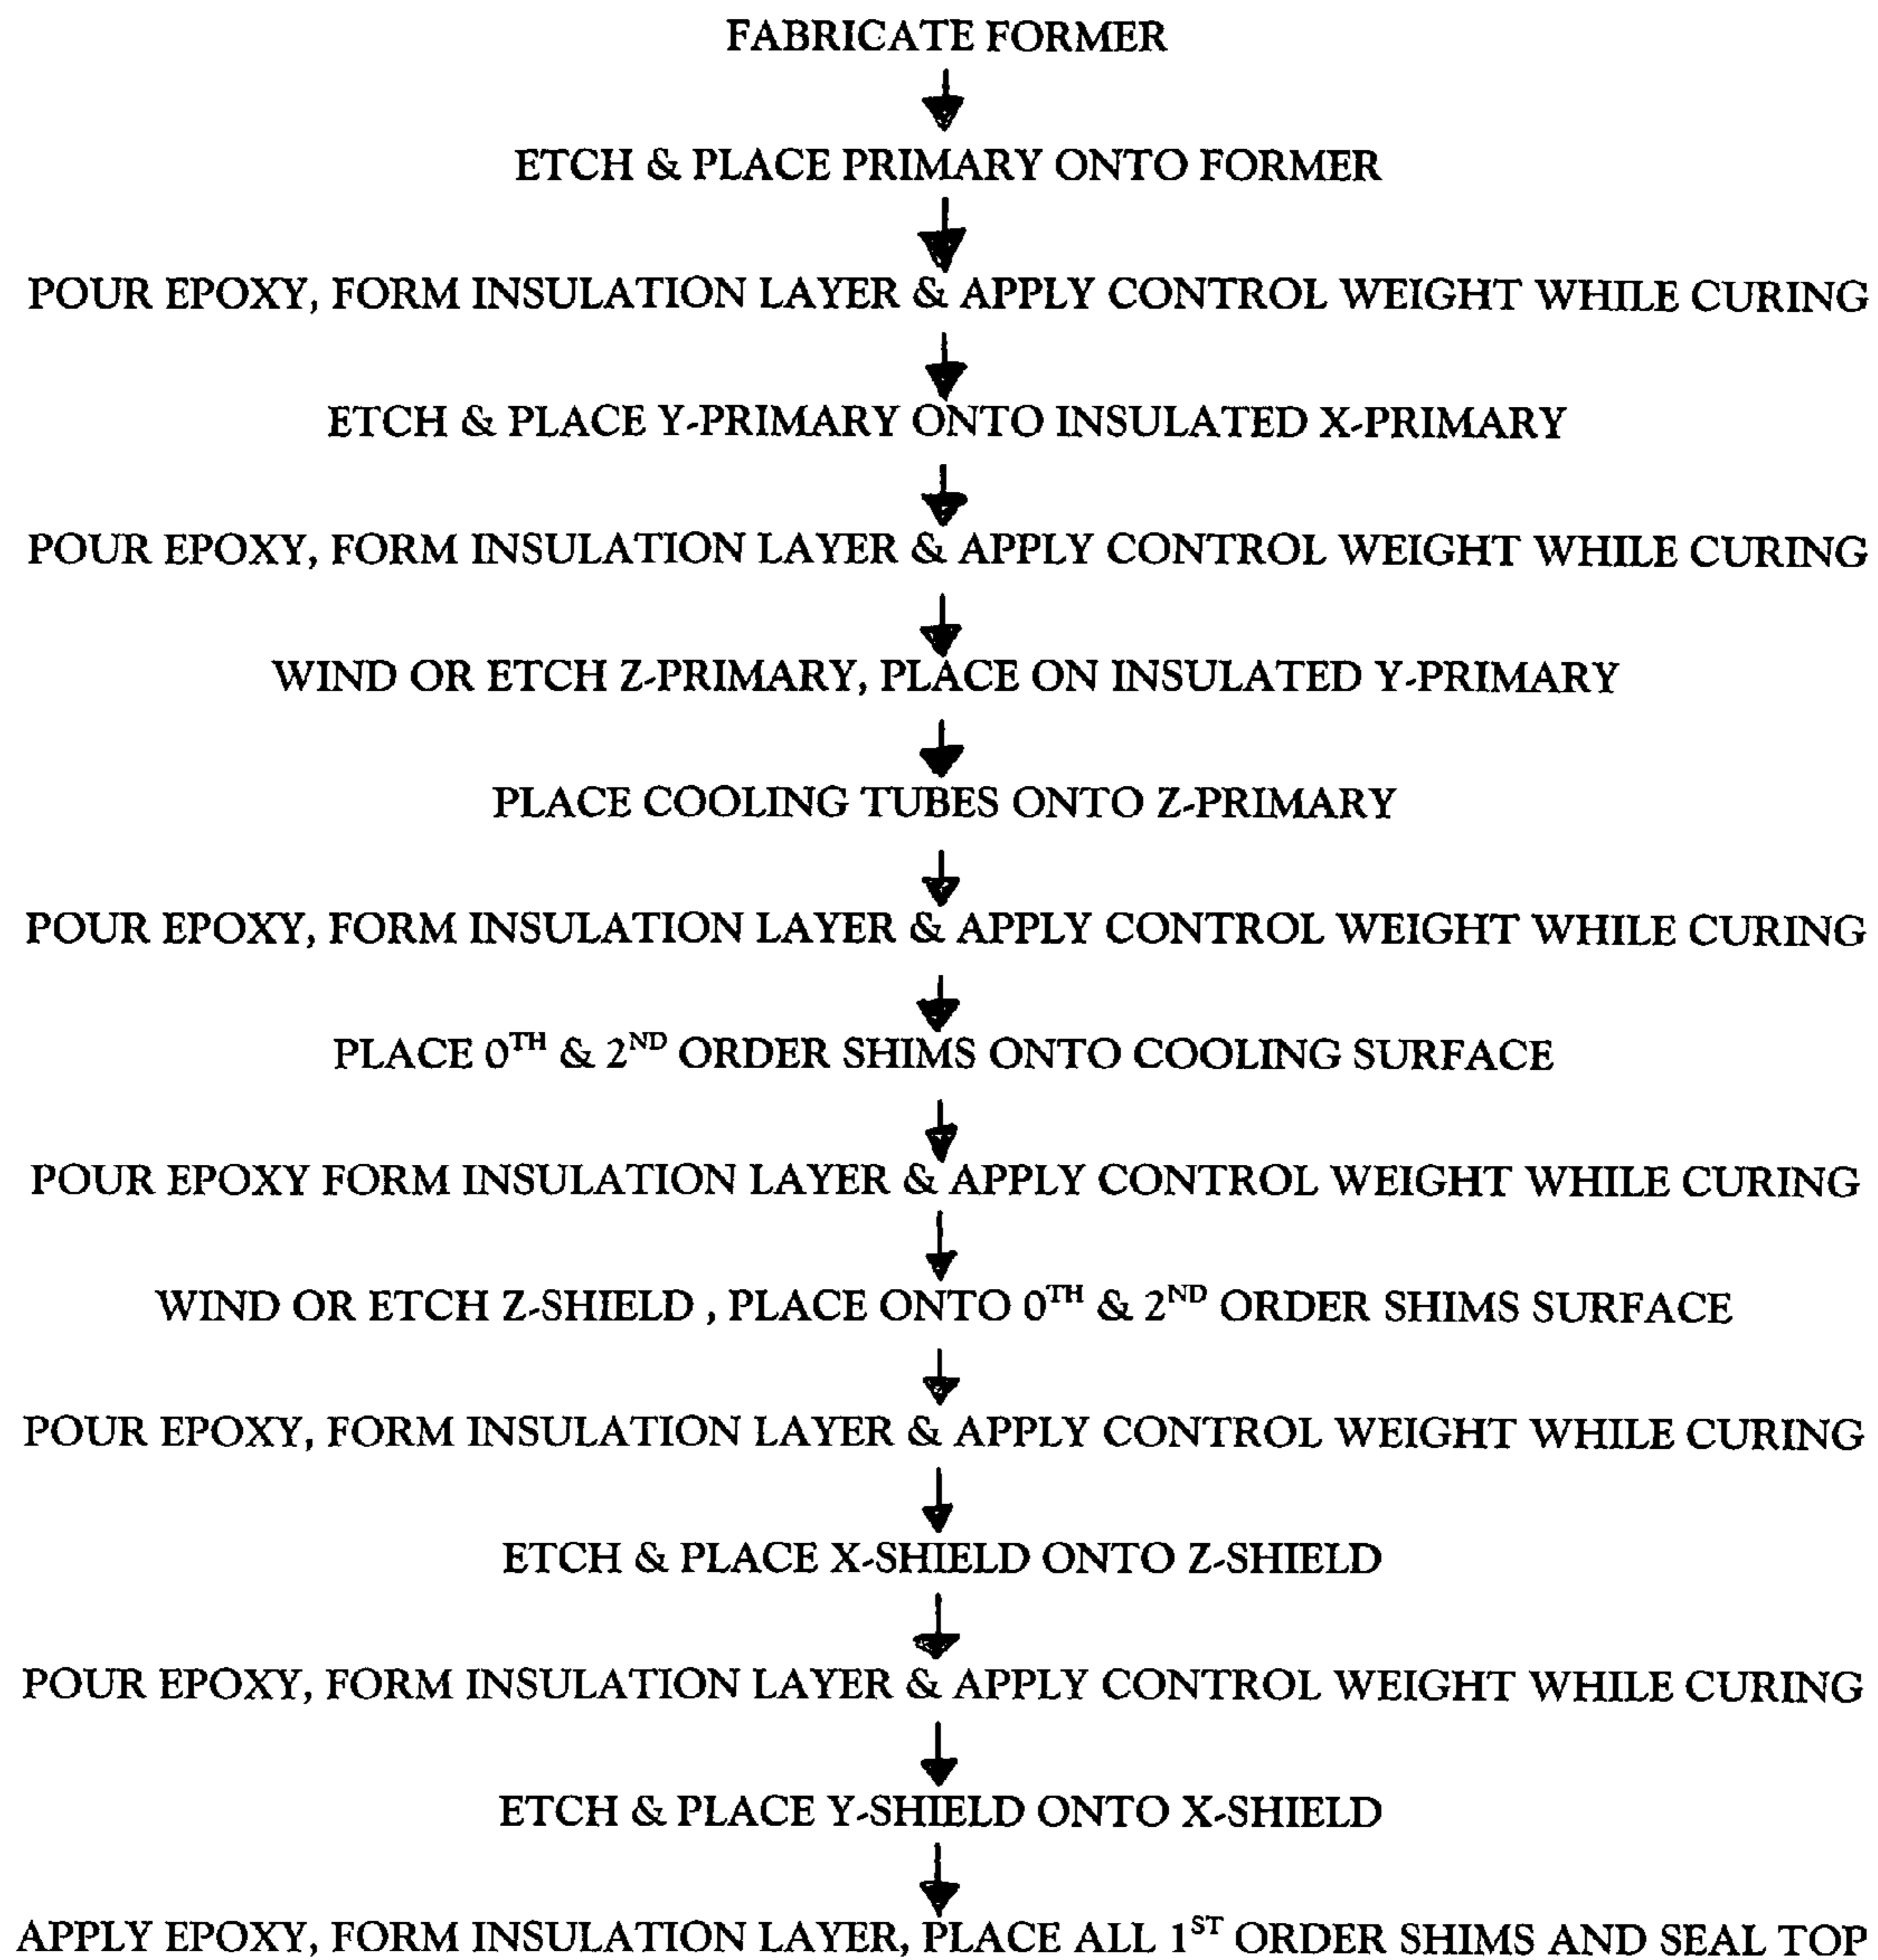 FABRICATE FORMER
ETCH & PLACE PRIMARY ONTO FORMER
POUR EPOXY, FORM INSULATION LAYER & APPLY CONTROL WEIGHT WHILE CURING
ETCH & PLACE Y-PRIMARY ONTO INSULATED X-PRIMARY
POUR EPOXY, FORM INSULATION LAYER & APPLY CONTROL WEIGHT WHILE CURING
WIND OR ETCH Z-PRIMARY, PLACE ON INSULATED Y-PRIMARY
PLACE COOLING TUBES ONTO Z-PRIMARY
POUR EPOXY, FORM INSULATION LAYER & APPLY CONTROL WEIGHT WHILE CURING
PLACE 0TH & 2ND ORDER SHIMS ONTO COOLING SURFACE
POUR EPOXY FORM INSULATION LAYER & APPLY CONTROL WEIGHT WHILE CURING
WIND OR ETCH Z-SHIELD , PLACE ONTO 0TH & 2ND ORDER SHIMS SURFACE
POUR EPOXY, FORM INSULATION LAYER & APPLY CONTROL WEIGHT WHILE CURING
ETCH & PLACE X-SHIELD ONTO Z-SHIELD
POUR EPOXY, FORM INSULATION LAYER & APPLY CONTROL WEIGHT WHILE CURING
ETCH & PLACE Y-SHIELD ONTO X-SHIELD
APPLY EPOXY, FORM INSULATION LAYER, PLACE ALL 1ST ORDER SHIMS AND SEAL TOP